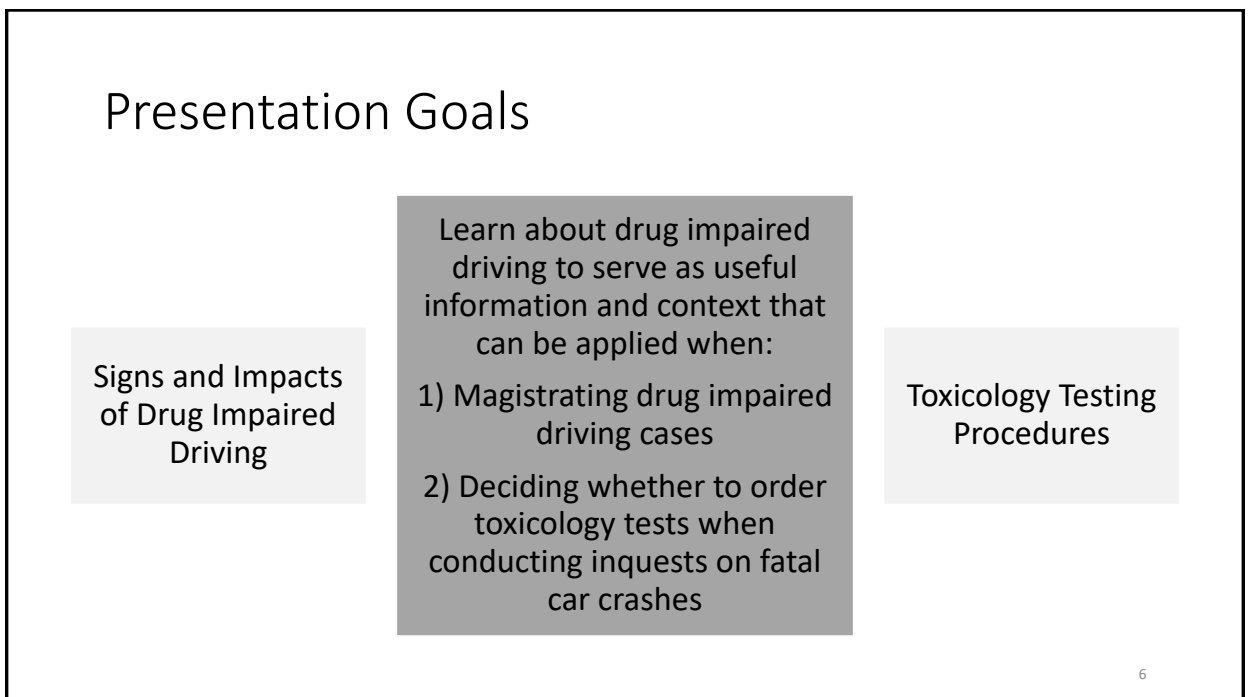 Presentation Goals
Signs and Impacts
of Drug Impaired
Driving
Learn about drug impaired
driving to serve as useful
information and context that
can be applied when:
1) Magistrating drug impaired
driving cases
2) Deciding whether to order
toxicology tests when
conducting inquests on fatal
car crashes
Toxicology Testing
Procedures
6